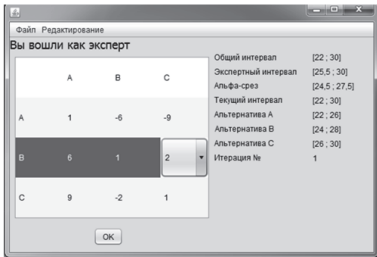 Файл Редактирование
Вы вошли как эксперт
A B C
A 1 -6 -9
B 6 1 2
C 9 -2 1
OK
Общий интервал [22 ; 30]
Экспертный интервал [25,5 ; 30]
Альфа-срез [24,5 ; 27,5]
Текущий интервал [22 ; 30]
Альтернатива A [22 ; 26]
Альтернатива B [24 ; 28]
Альтернатива C [26 ; 30]
Итерация № 1